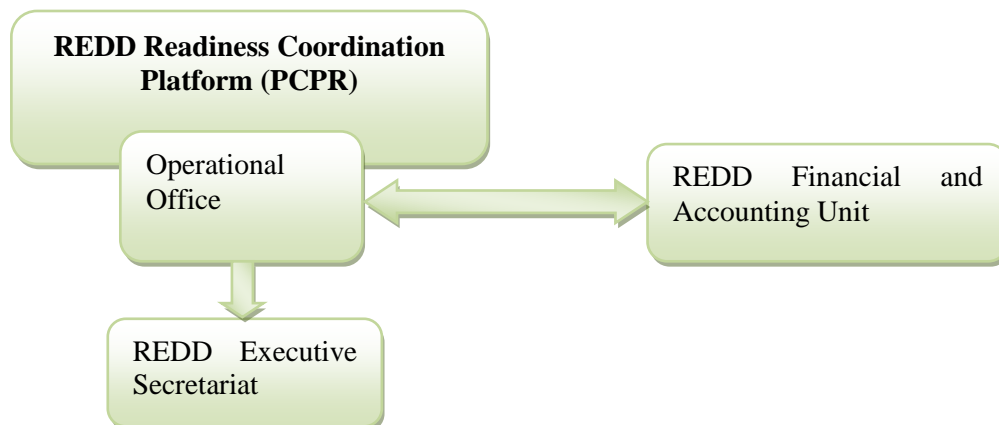 REDD Readiness Coordination
Platform (PCPR)
Operational
Office
REDD Financial and
Accounting Unit
REDD Executive
Secretariat